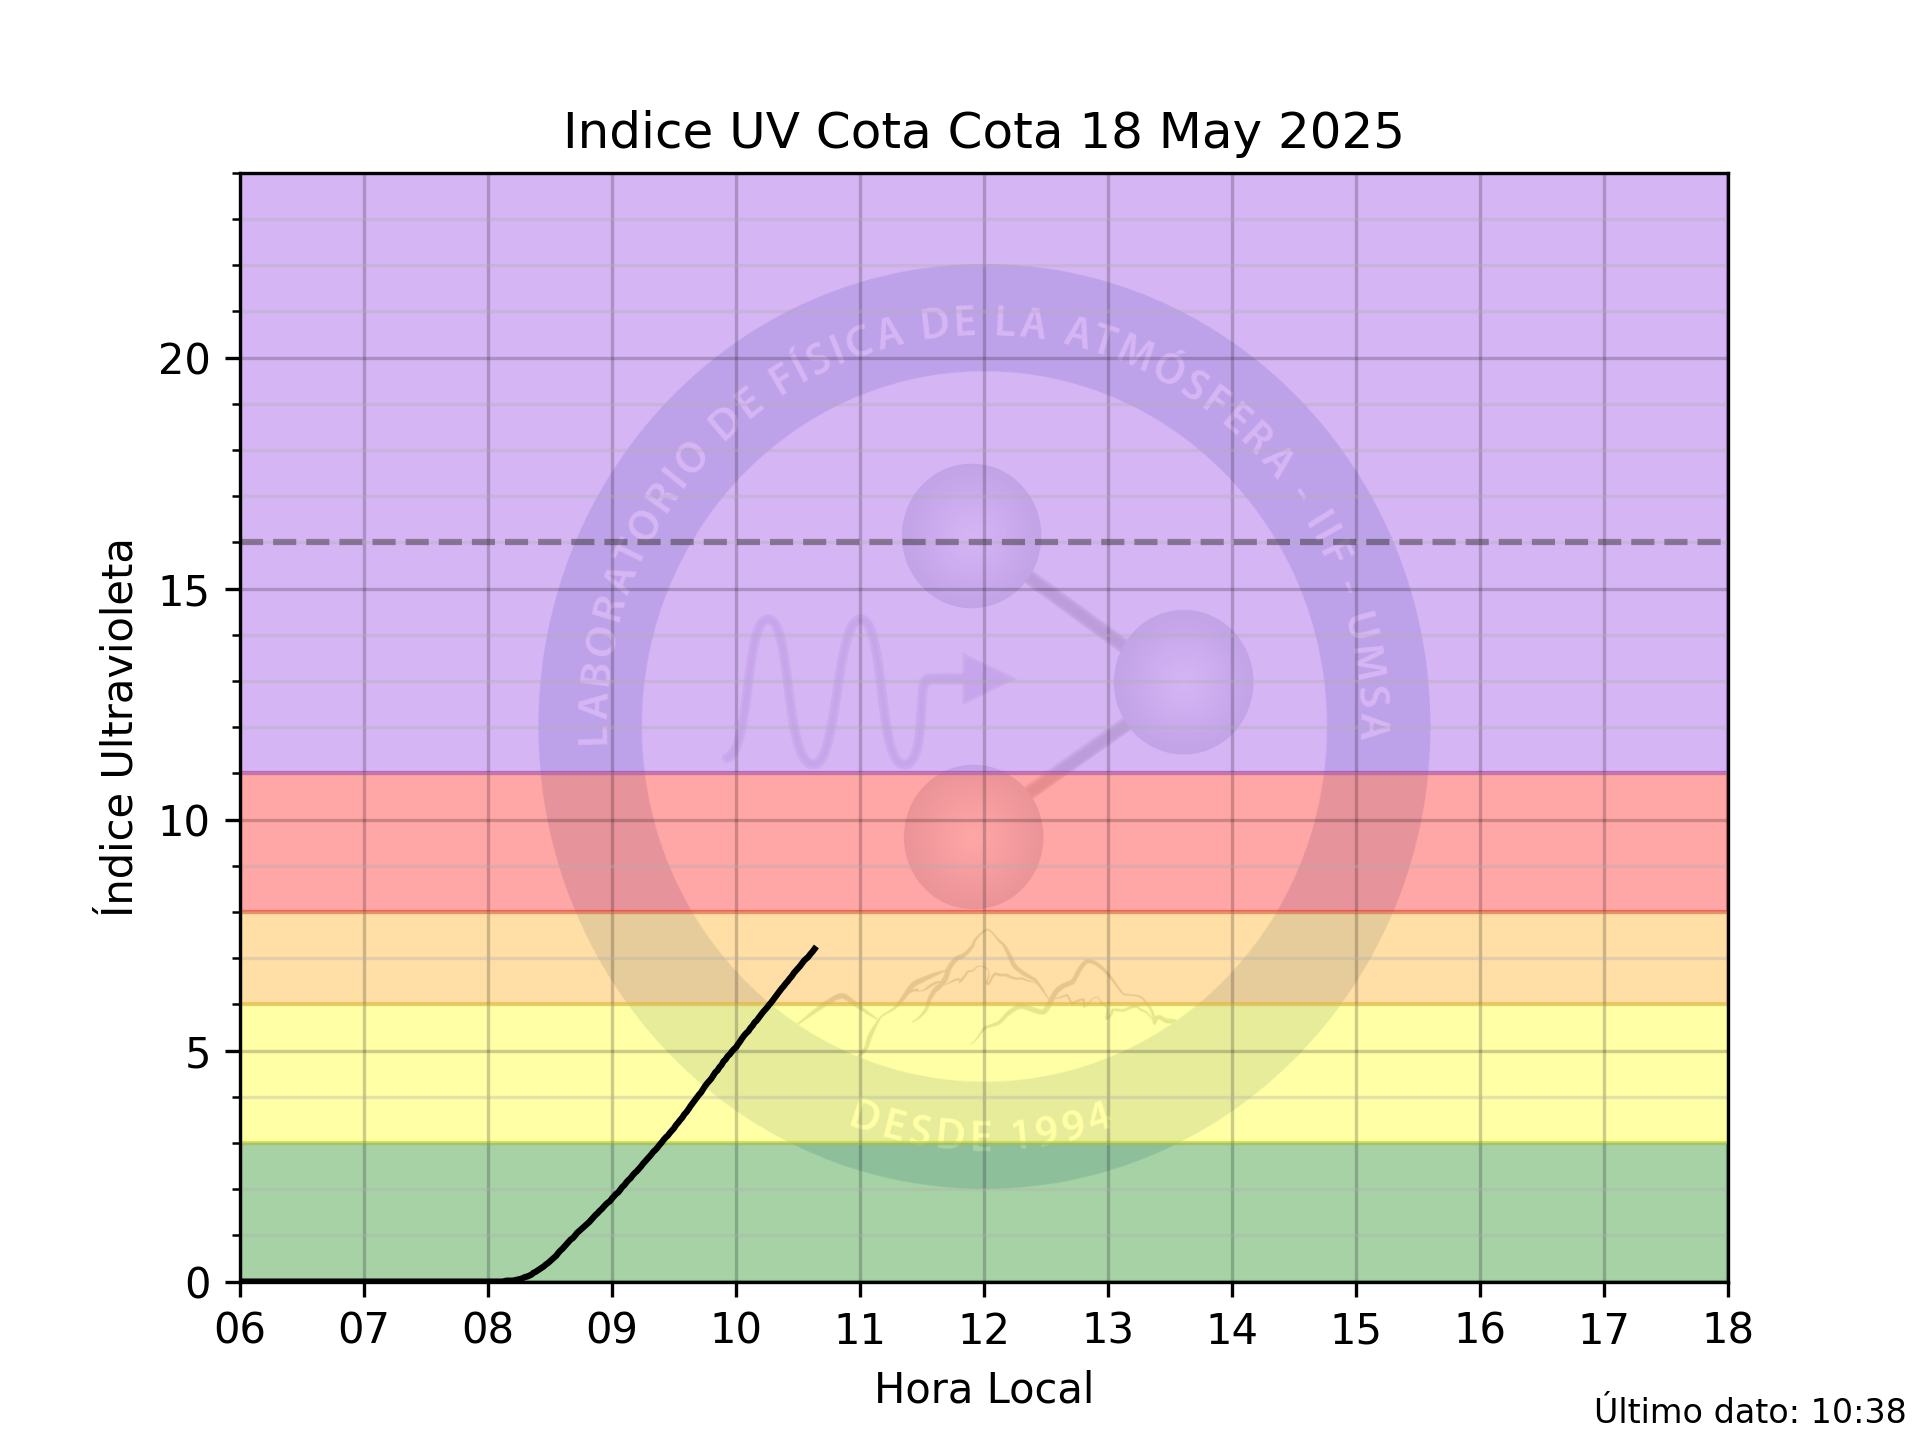 Indice UV Cota Cota 18 May 2025
LABORATORIO DE FÍSICA DE LA ATMÓSFERA - IIF - UMSA
DESDE 1994
Índice Ultravioleta
20
15
10
5
0
06 07 08 09 10 11 12 13 14 15 16 17 18
Hora Local
Último dato: 10:38